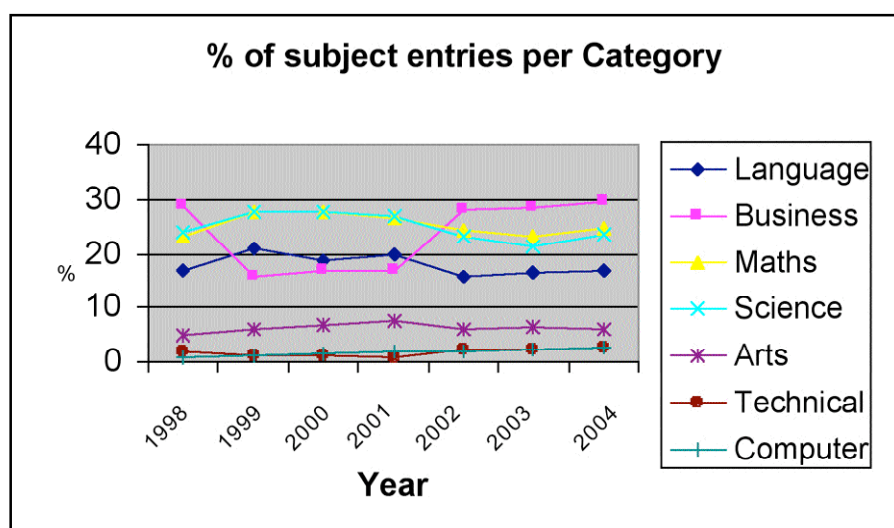 % of subject entries per Category
40
30
20
10
0
%
1998
1999
2000
2001
2002
2003
2004
Year
Language
Business
Maths
Science
Arts
Technical
Computer